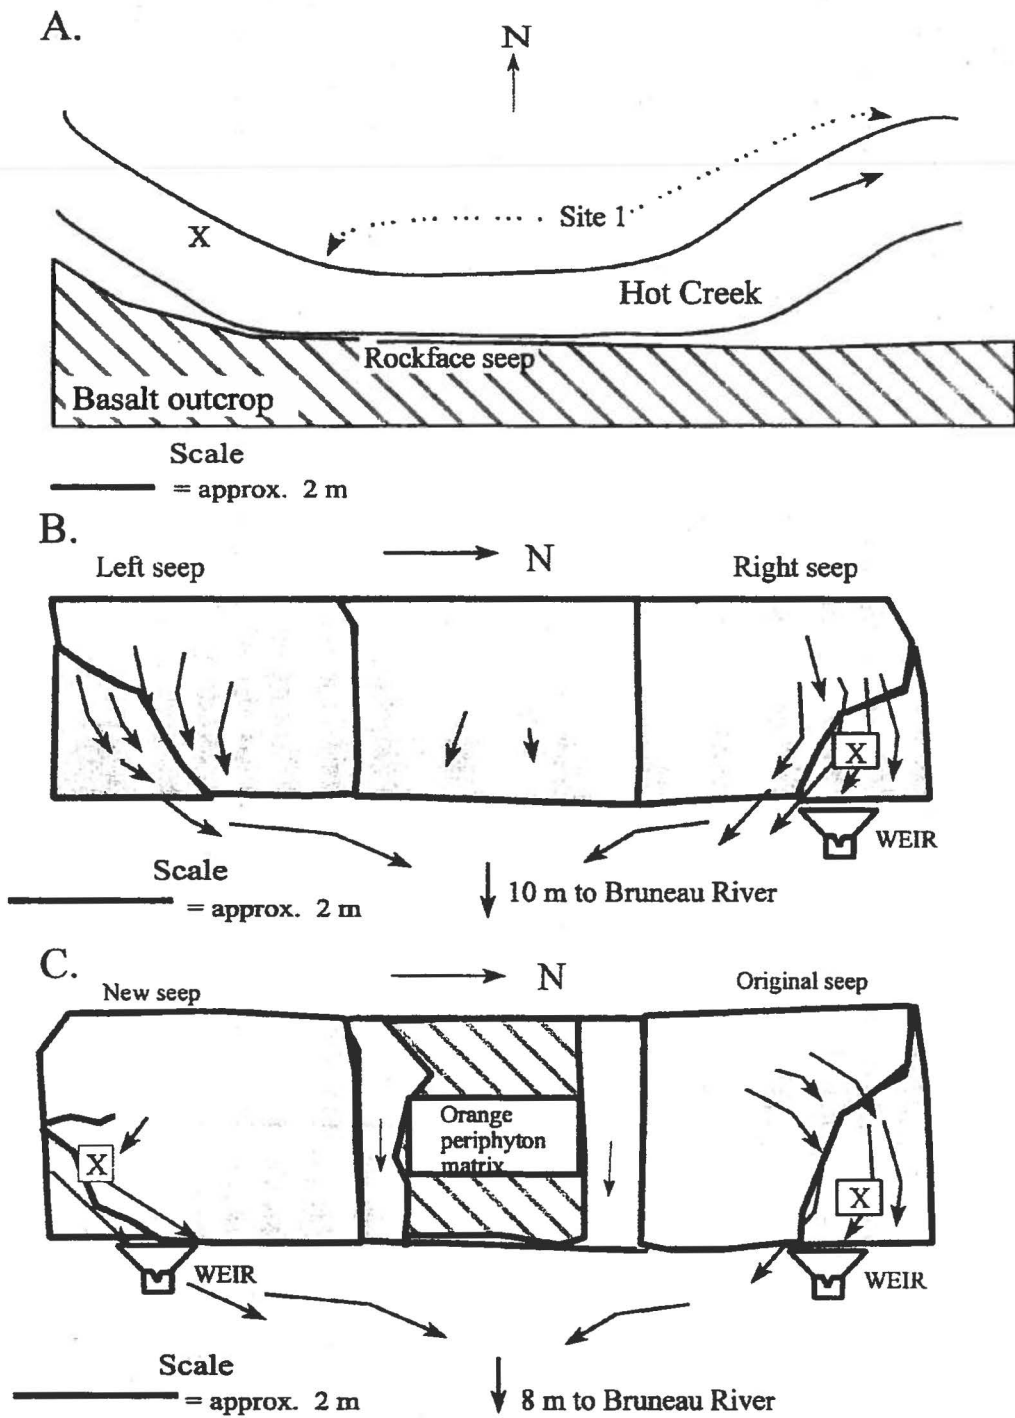 A.
N
Site 1
X
Hot Creek
Rockface seep
Basalt outcrop
Scale
= approx. 2 m
B.
N
Left seep
Right seep
X
WEIR
Scale
= approx. 2 m
10 m to Bruneau River
C.
N
New seep
Original seep
Orange
periphyton
matrix
X
X
WEIR
WEIR
Scale
= approx. 2 m
8 m to Bruneau River